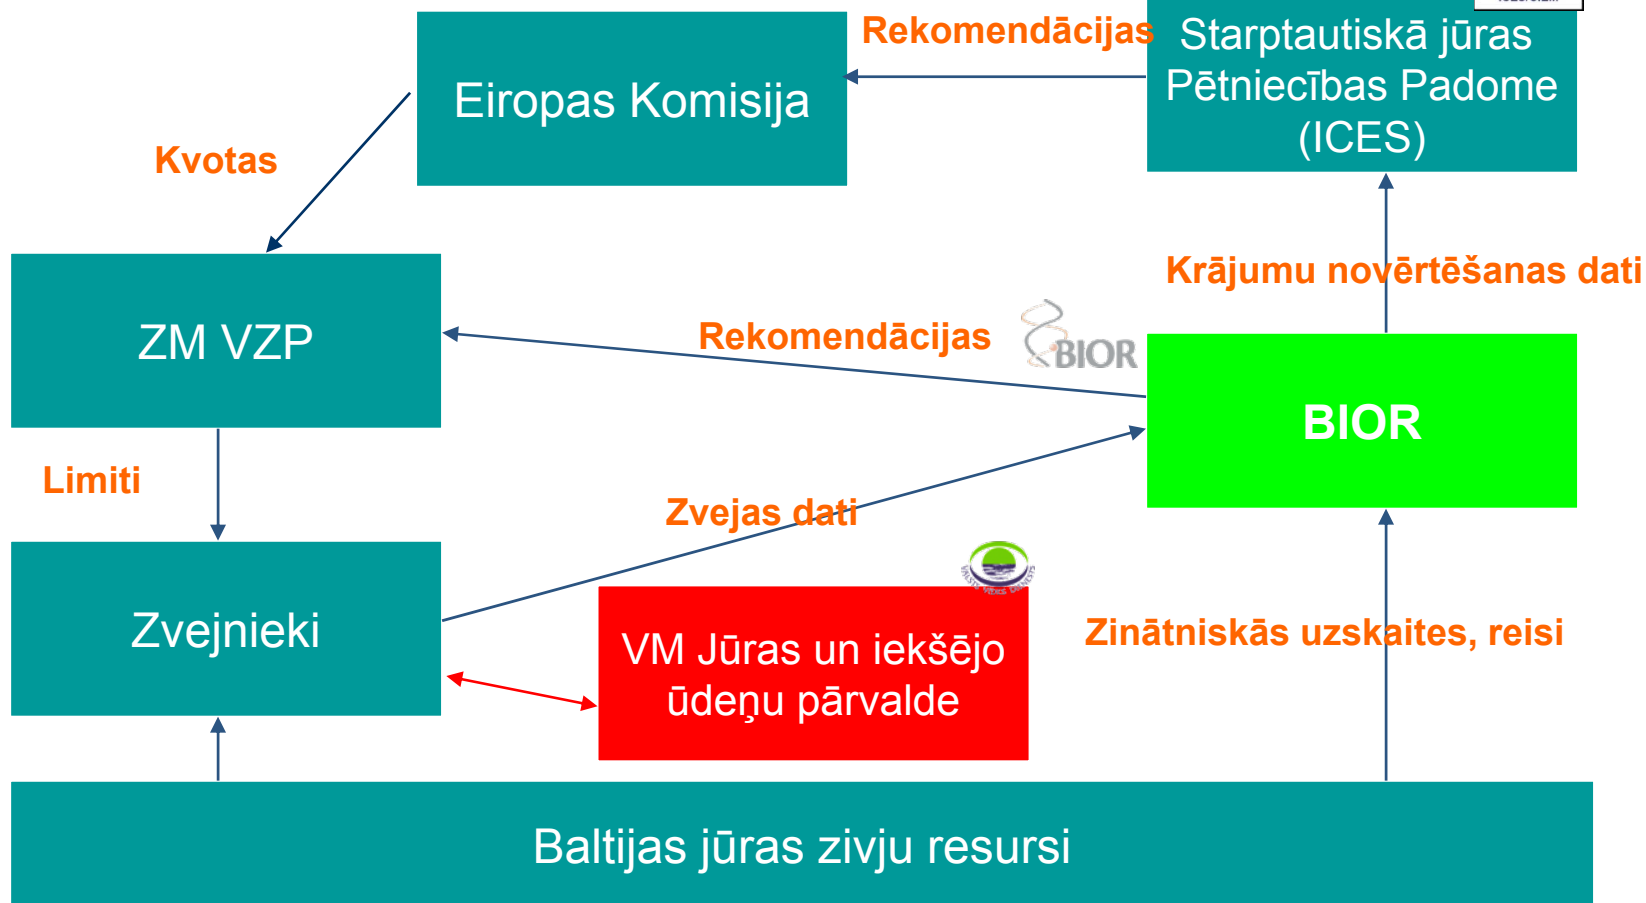 Rekomendācijas
Starptautiskā jūras
Pētniecības Padome
(ICES)
Eiropas Komisija
Kvotas
Krājumu novērtēšanas dati
ZM VZP
Rekomendācijas
BIOR
BIOR
Limiti
Zvejas dati
Zvejnieki
VM Jūras un iekšējo
ūdeņu pārvalde
Zinātniskās uzskaites, reisi
Baltijas jūras zivju resursi